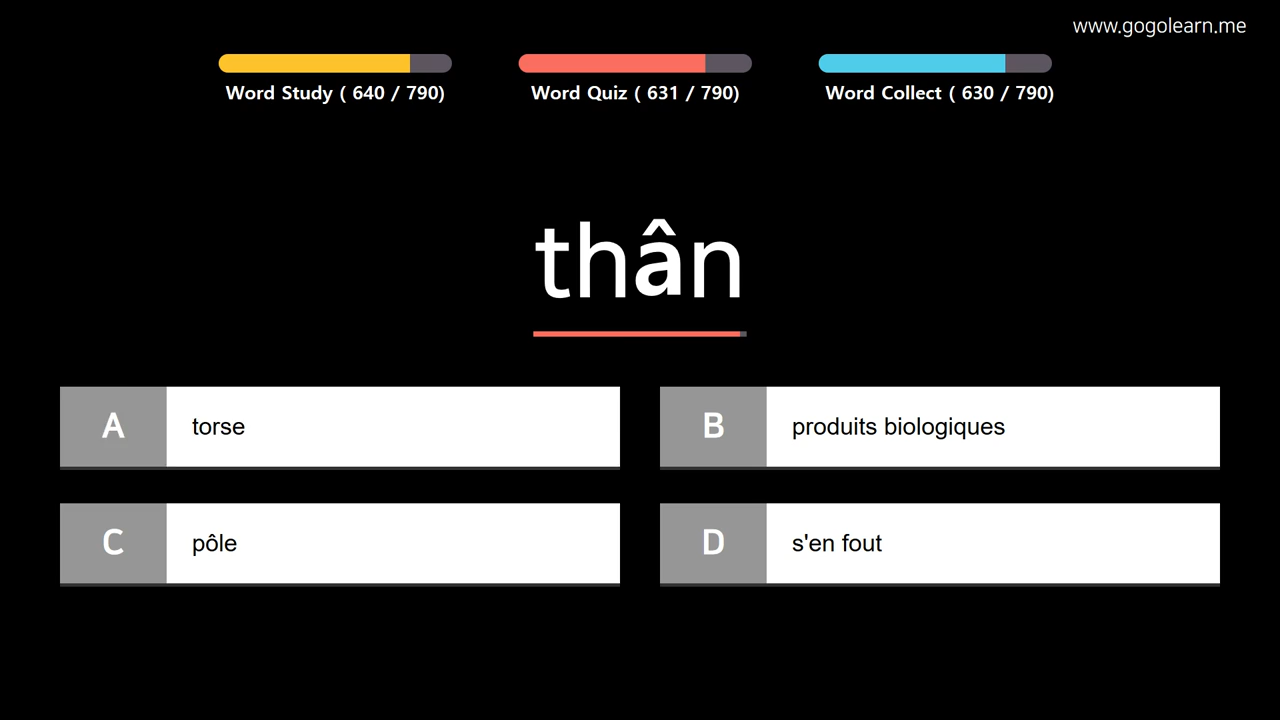 www.gogolearn.me
Word Study ( 640 / 790)
Word Quiz ( 631 / 790)
Word Collect ( 630 / 790)
thân
A torse
B produits biologiques
C pôle
D s'en fout